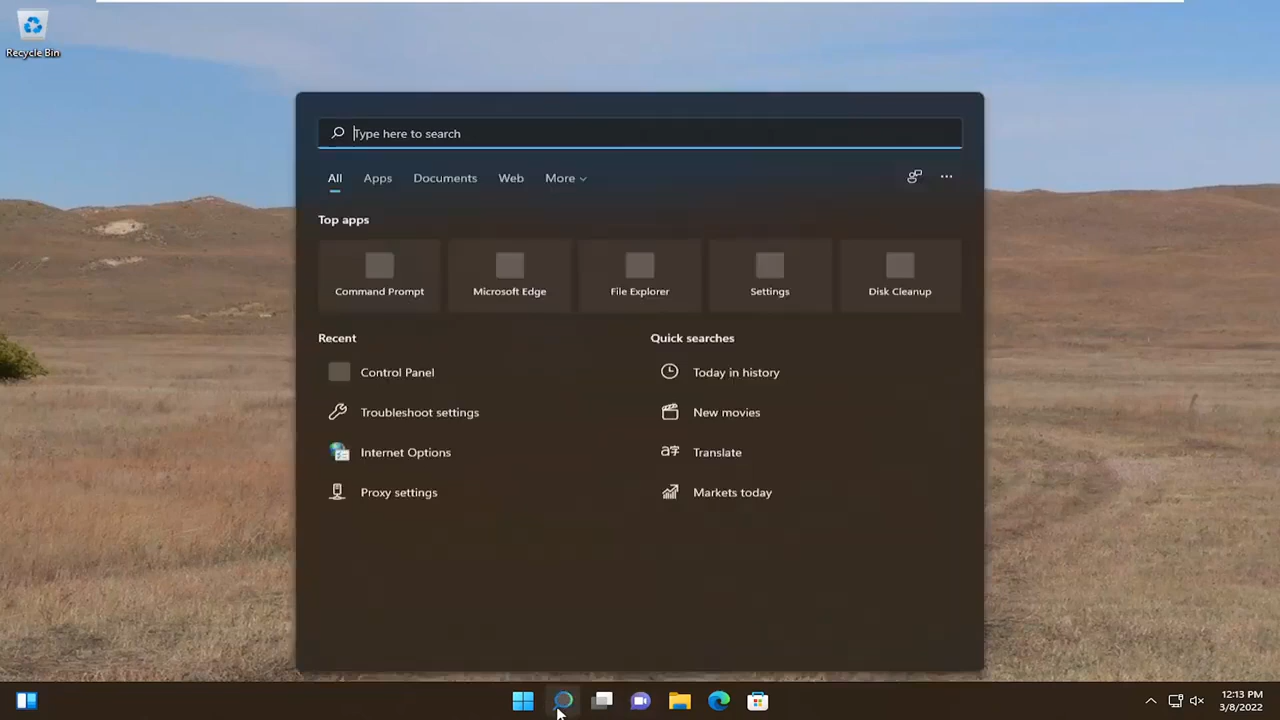 Recycle Bin
Type here to search
All Apps Documents Web More
Top apps
Command Prompt Microsoft Edge File Explorer Settings Disk Cleanup
Recent Quick searches
Control Panel Today in history
Troubleshoot settings New movies
Internet Options Translate
Proxy settings Markets today
12:13 PM
3/8/2022